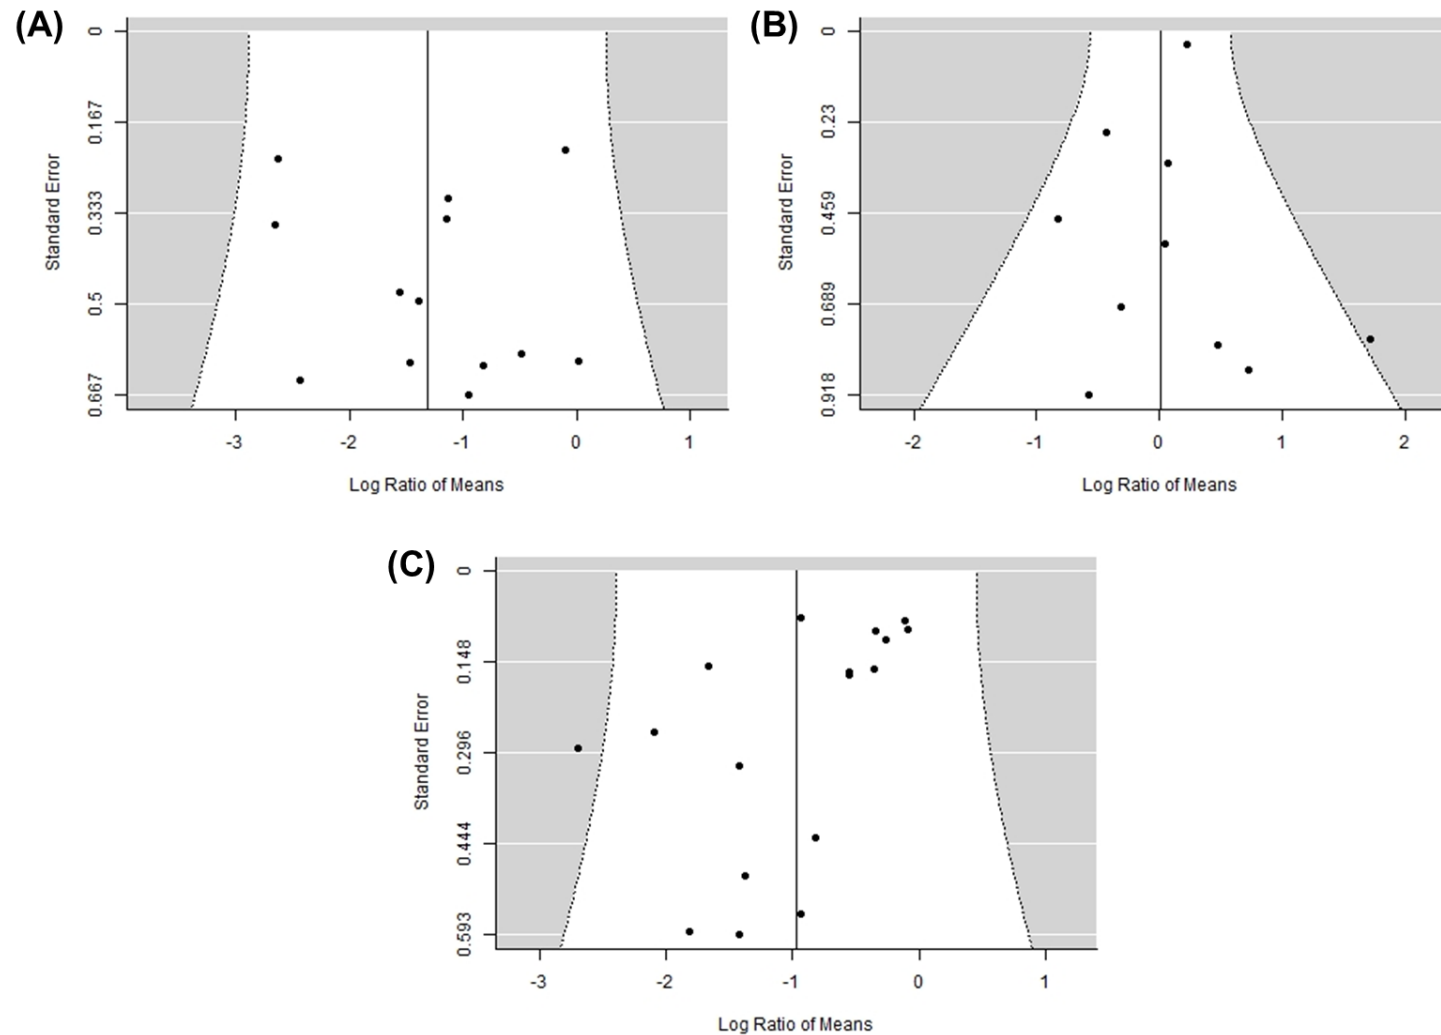 (A)
0
0.167
0.333
0.5
0.667
Standard Error
-3 -2 -1 0 1
Log Ratio of Means
(B)
0
0.23
0.459
0.689
0.918
Standard Error
-2 -1 0 1 2
Log Ratio of Means
(C)
0
0.148
0.296
0.444
0.593
Standard Error
-3 -2 -1 0 1
Log Ratio of Means